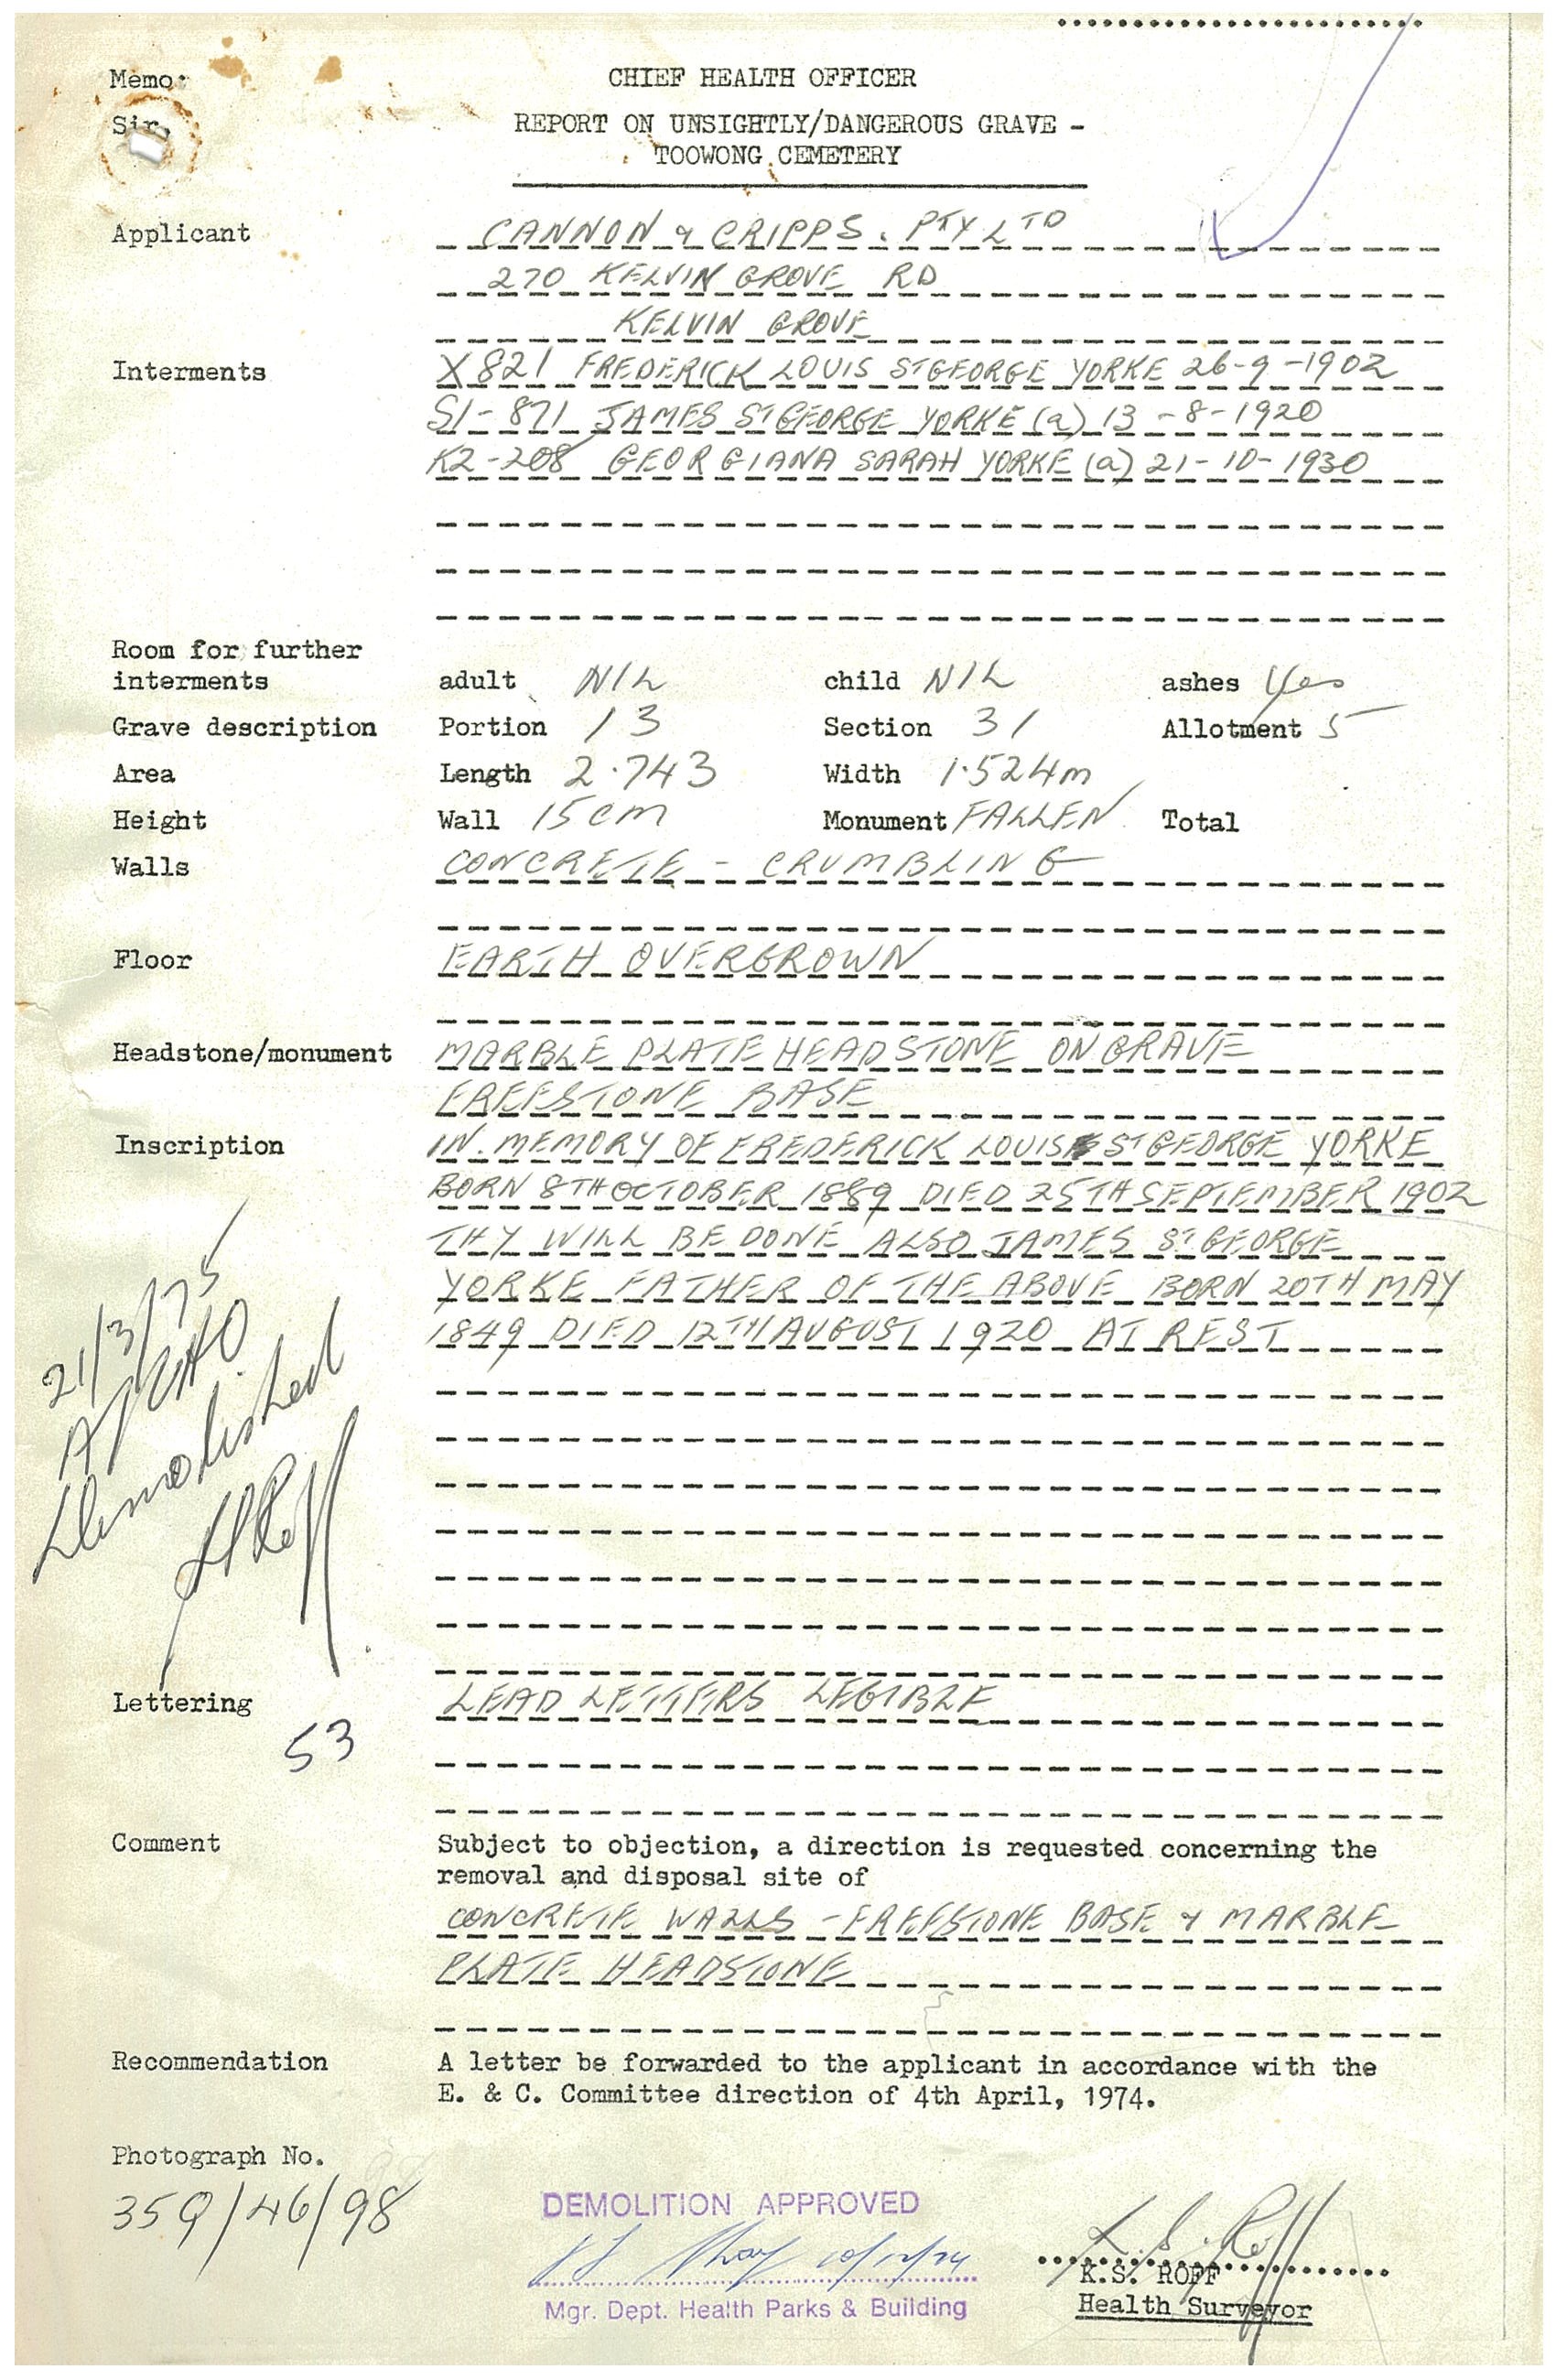 Memo:
CHIEF HEALTH OFFICER
Sir,
REPORT ON UNSIGHTLY/DANGEROUS GRAVE -
TOOWONG CEMETERY
Applicant CANNON & CRIPPS. PTY LTD
270 KELVIN GROVE RD
KELVIN GROVE
Interments X821 FREDERICK LOUIS ST GEORGE YORKE 26-9-1902
S1-871 JAMES ST GEORGE YORKE (a) 13-8-1920
K2-208 GEORGIANA SARAH YORKE (a) 21-10-1930
Room for further
interments adult NIL child NIL ashes Yes
Grave description Portion 13 Section 31 Allotment 5
Area Length 2.743 Width 1.524m
Height Wall 15cm Monument FALLEN Total
Walls CONCRETE - CRUMBLING
Floor EARTH OVERGROWN
Headstone/monument MARBLE PLATE HEADSTONE ON GRAVE
FREESTONE BASE
Inscription IN. MEMORY OF FREDERICK LOUIS ST GEORGE YORKE
BORN 8TH OCTOBER 1889 DIED 25TH SEPTEMBER 1902
THY WILL BE DONE ALSO JAMES ST GEORGE
YORKE FATHER OF THE ABOVE BORN 20TH MAY
1849 DIED 12TH AUGUST 1920 AT REST
21/3/75
Demolished
Lettering LEAD LETTERS LEGIBLE
53
Comment Subject to objection, a direction is requested concerning the
removal and disposal site of
CONCRETE WALLS - FREESTONE BASE & MARBLE
PLATE HEADSTONE
Recommendation A letter be forwarded to the applicant in accordance with the
E. & C. Committee direction of 4th April, 1974.
Photograph No.
35Q/46/98
DEMOLITION APPROVED
10/12/74
Mgr. Dept. Health Parks & Building
K.S. Roff
K.S. ROFF
Health Surveyor